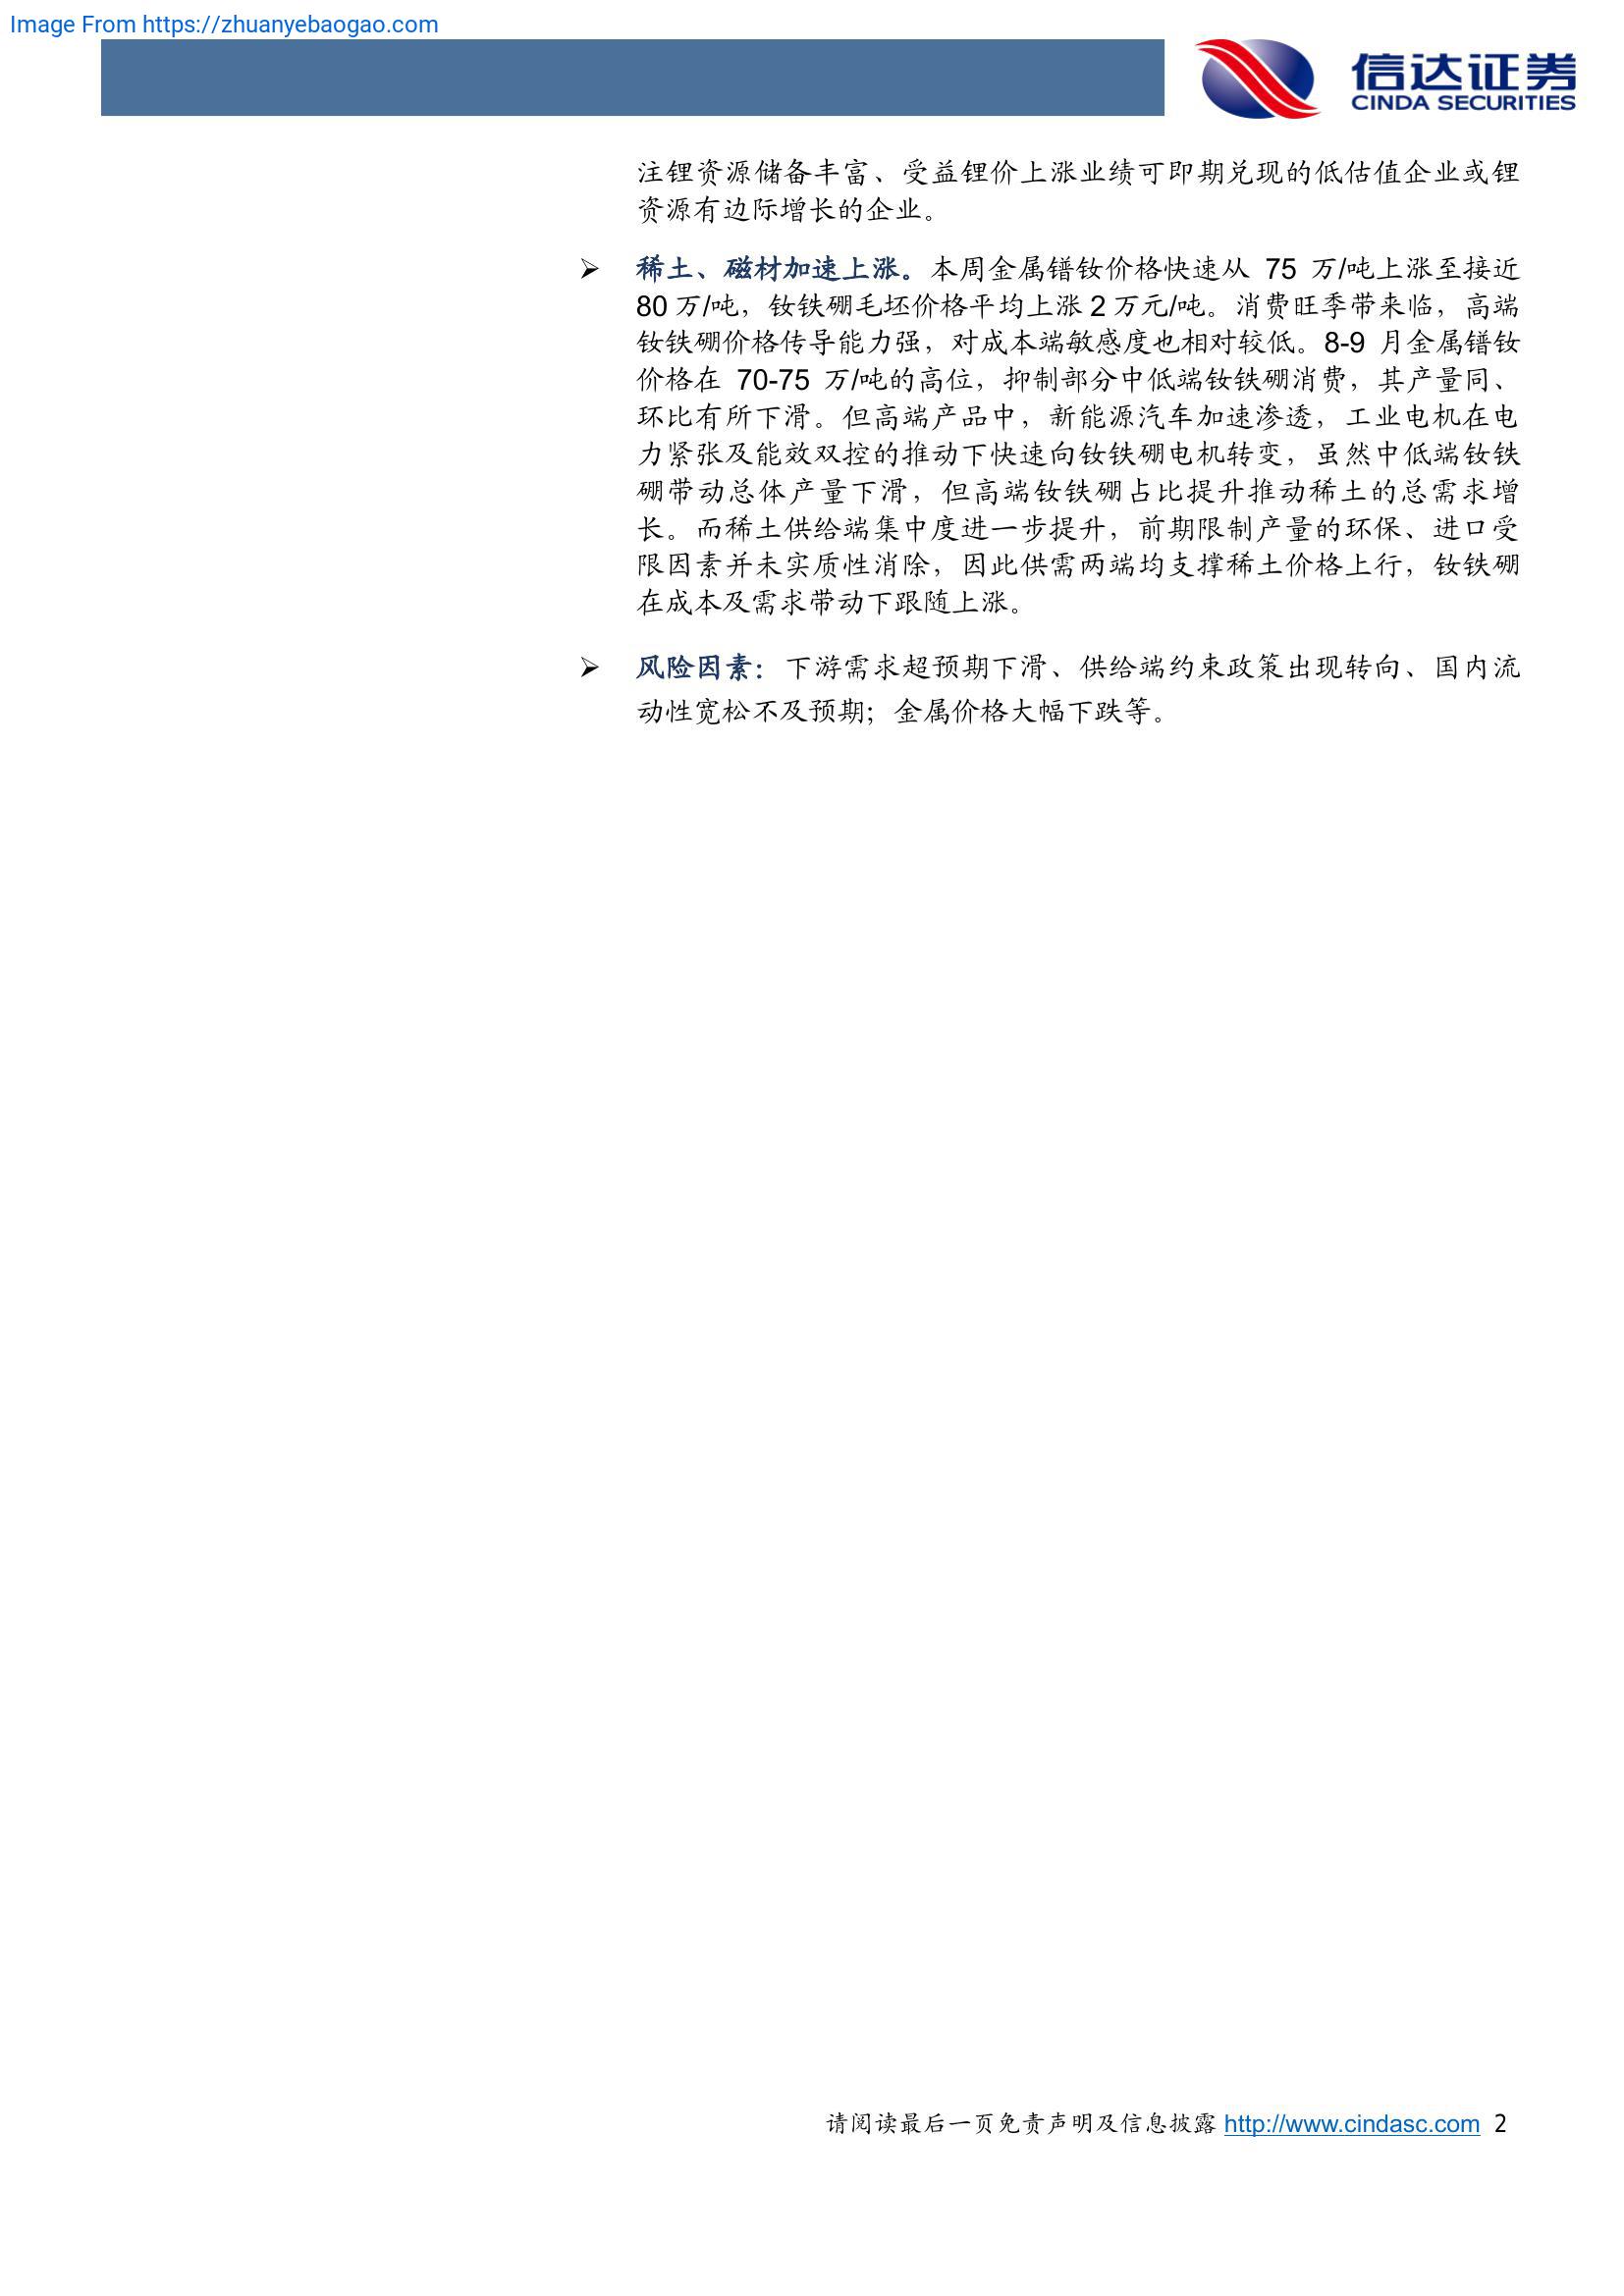 Image From https://zhuanyebaogao.com
信达证券
CINDA SECURITIES
注锂资源储备丰富、受益锂价上涨业绩可即期兑现的低估值企业或锂
资源有边际增长的企业。
稀土、磁材加速上涨。本周金属镨钕价格快速从 75 万/吨上涨至接近
80 万/吨，钕铁硼毛坯价格平均上涨 2 万元/吨。消费旺季带来临，高端
钕铁硼价格传导能力强，对成本端敏感度也相对较低。8-9 月金属镨钕
价格在 70-75 万/吨的高位，抑制部分中低端钕铁硼消费，其产量同、
环比有所下滑。但高端产品中，新能源汽车加速渗透，工业电机在电
力紧张及能效双控的推动下快速向钕铁硼电机转变，虽然中低端钕铁
硼带动总体产量下滑，但高端钕铁硼占比提升推动稀土的总需求增
长。而稀土供给端集中度进一步提升，前期限制产量的环保、进口受
限因素并未实质性消除，因此供需两端均支撑稀土价格上行，钕铁硼
在成本及需求带动下跟随上涨。
风险因素：下游需求超预期下滑、供给端约束政策出现转向、国内流
动性宽松不及预期；金属价格大幅下跌等。
请阅读最后一页免责声明及信息披露 http://www.cindasc.com 2